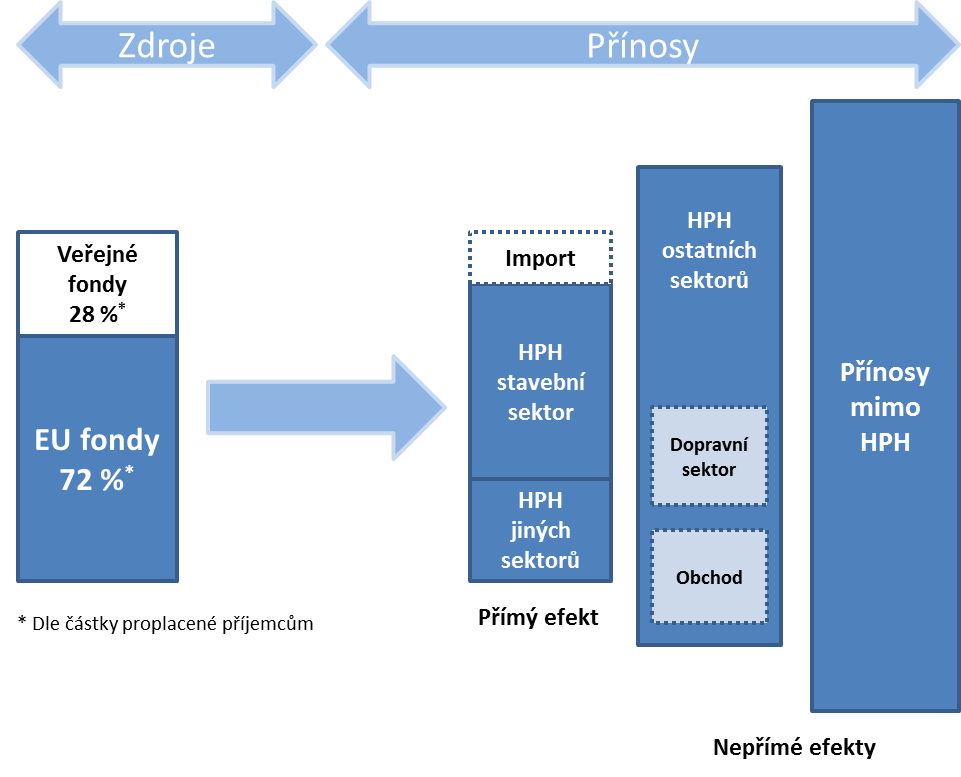 Zdroje
Přínosy
Veřejné
fondy
28 %*
EU fondy
72 %*
* Dle částky proplacené příjemcům
Import
HPH
stavební
sektor
HPH
jiných
sektorů
Přímý efekt
HPH
ostatních
sektorů
Dopravní
sektor
Obchod
Přínosy
mimo
HPH
Nepřímé efekty